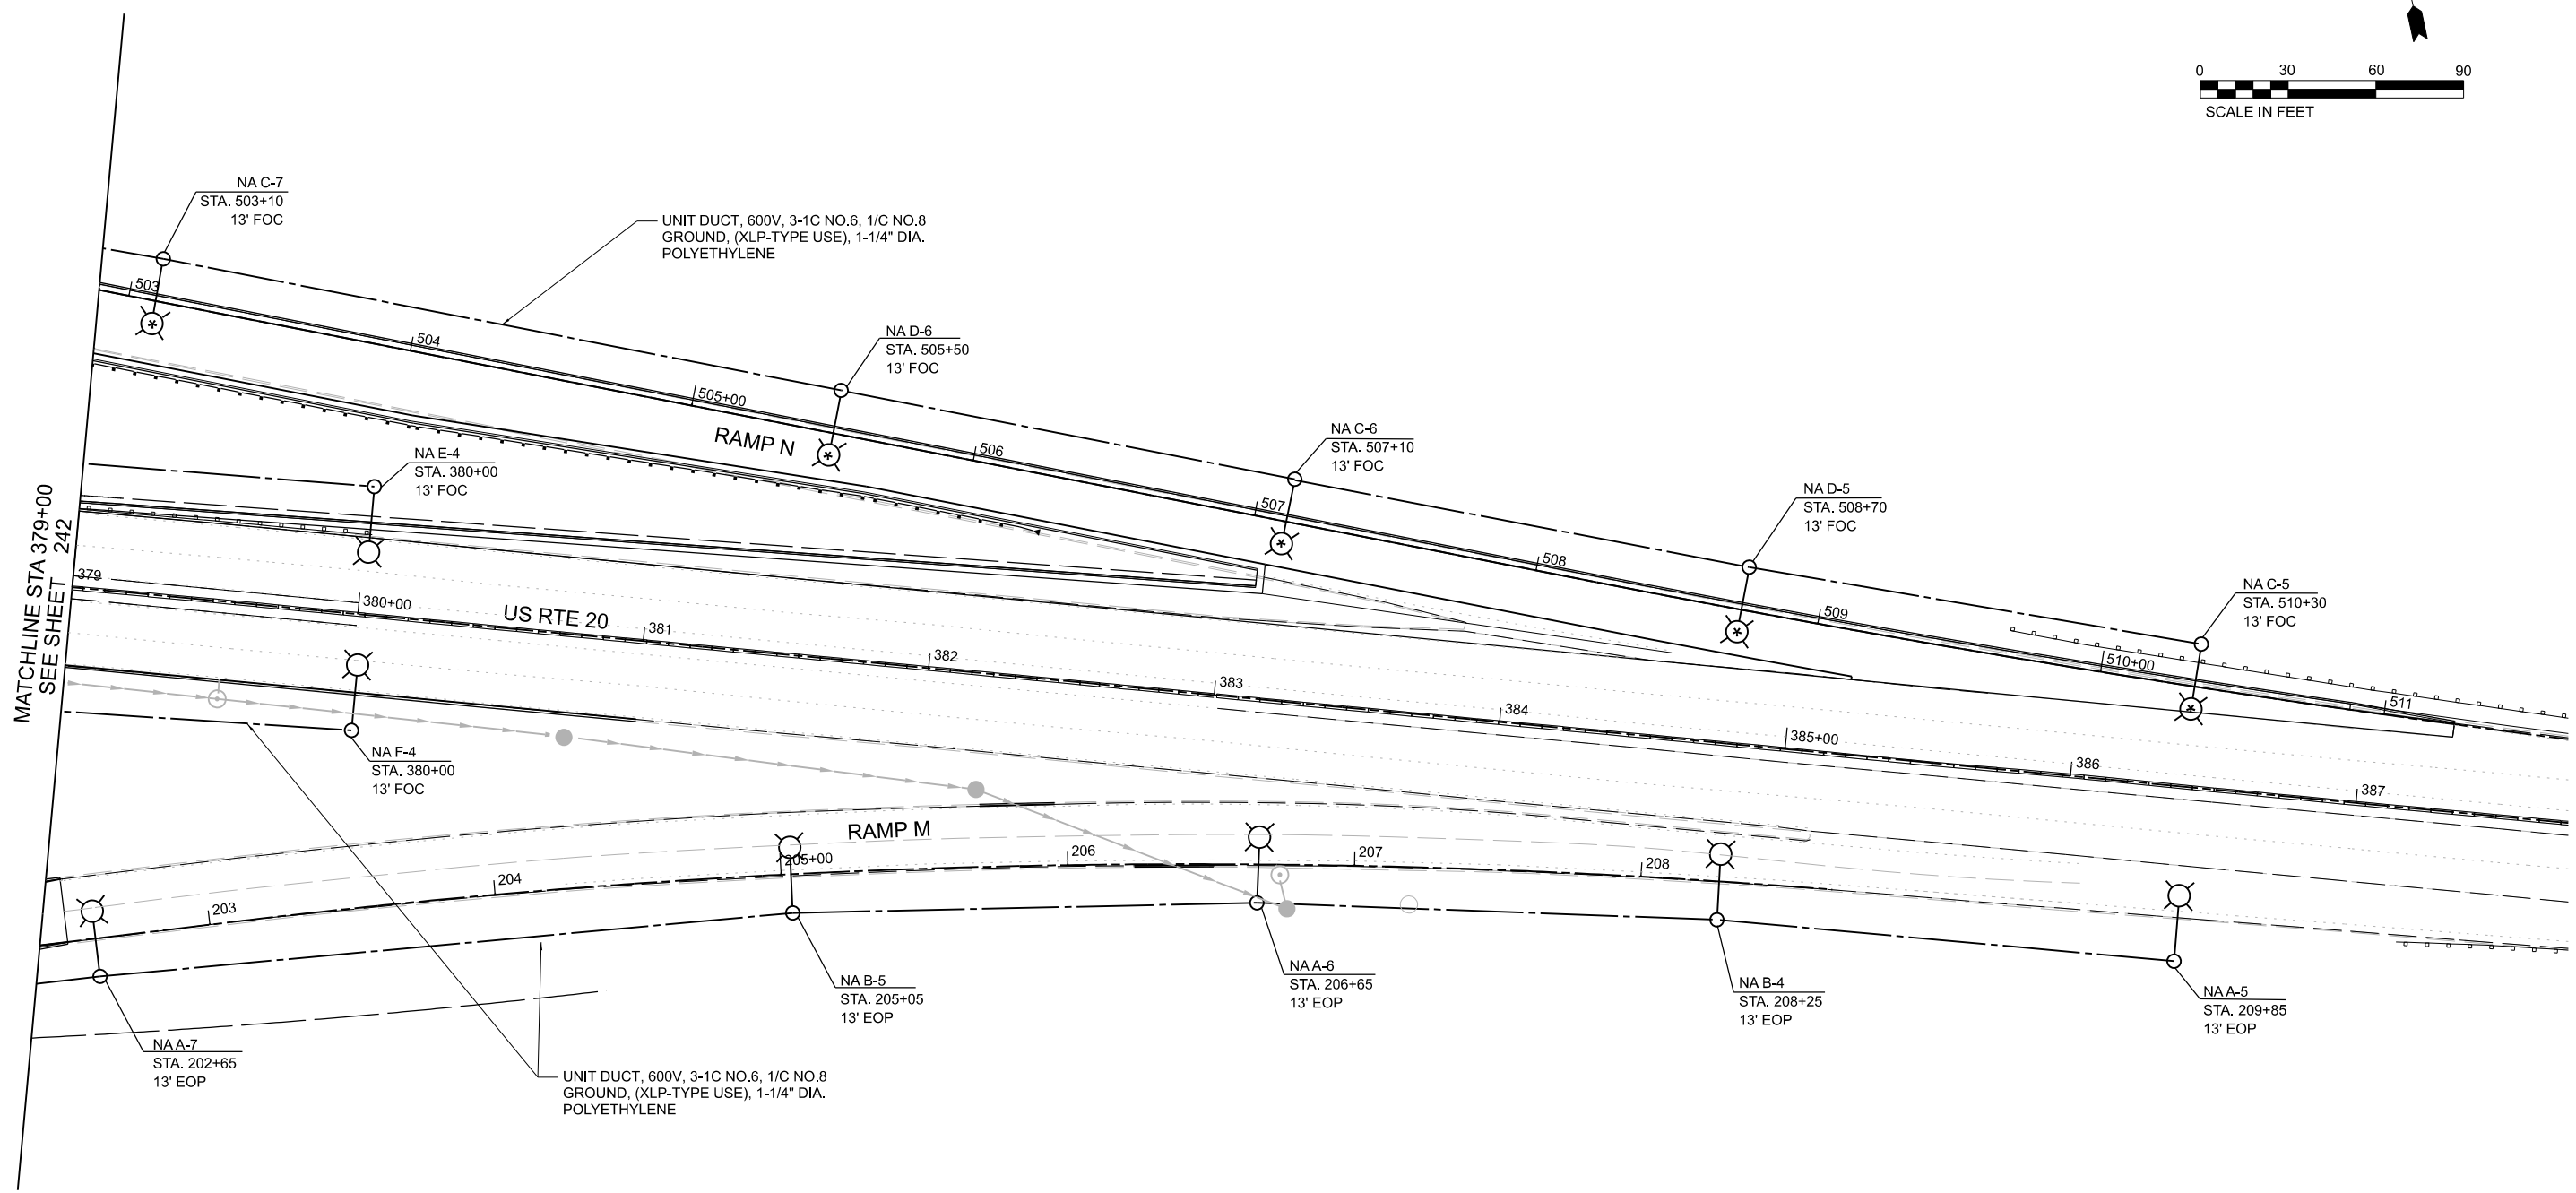 0 30 60 90
SCALE IN FEET
NA C-7
STA. 503+10
13' FOC
UNIT DUCT, 600V, 3-1C NO.6, 1/C NO.8
GROUND, (XLP-TYPE USE), 1-1/4" DIA.
POLYETHYLENE
503
504
505+00
506
507
508
509
510+00
511
RAMP N
NA D-6
STA. 505+50
13' FOC
NA C-6
STA. 507+10
13' FOC
NA D-5
STA. 508+70
13' FOC
NA C-5
STA. 510+30
13' FOC
NA E-4
STA. 380+00
13' FOC
MATCHLINE STA 379+00
SEE SHEET 242
379
380+00
US RTE 20
381
382
383
384
385+00
386
387
NA F-4
STA. 380+00
13' FOC
RAMP M
203
204
205+00
206
207
208
NA A-7
STA. 202+65
13' EOP
NA B-5
STA. 205+05
13' EOP
NA A-6
STA. 206+65
13' EOP
NA B-4
STA. 208+25
13' EOP
NA A-5
STA. 209+85
13' EOP
UNIT DUCT, 600V, 3-1C NO.6, 1/C NO.8
GROUND, (XLP-TYPE USE), 1-1/4" DIA.
POLYETHYLENE